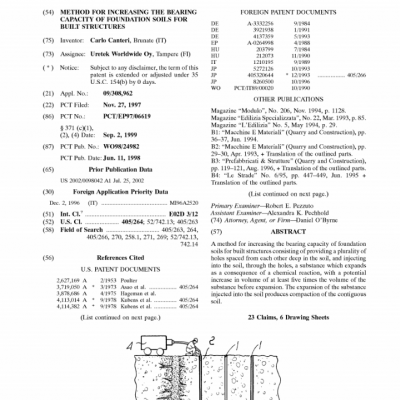 (54) METHOD FOR INCREASING THE BEARING
CAPACITY OF FOUNDATION SOILS FOR
BUILT STRUCTURES
(75) Inventor: Carlo Canteri, Brunate (IT)
(73) Assignee: Uretek Worldwide Oy, Tampere (FI)
( * ) Notice: Subject to any disclaimer, the term of this
patent is extended or adjusted under 35
U.S.C. 154(b) by 0 days.
(21) Appl. No.: 09/308,962
(22) PCT Filed: Nov. 27, 1997
(86) PCT No.: PCT/EP97/06619
§ 371 (c)(1),
(2), (4) Date: Sep. 2, 1999
(87) PCT Pub. No.: WO98/24982
PCT Pub. Date: Jun. 11, 1998
(65) Prior Publication Data
US 2002/0098042 A1 Jul. 25, 2002
(30) Foreign Application Priority Data
Dec. 2, 1996 (IT) MI96A2520
(51) Int. Cl.7 E02D 3/12
(52) U.S. Cl. 405/264; 52/742.13; 405/263
(58) Field of Search 405/263, 264,
405/266, 270, 258.1, 271, 269; 52/742.13,
742.14
(56) References Cited
U.S. PATENT DOCUMENTS
2,627,169 A * 2/1953 Poulter
3,719,050 A * 3/1973 Asao et al. 405/264
3,878,686 A 4/1975 Hageman et al.
4,113,014 A * 9/1978 Kubens et al. 405/264
4,114,382 A * 9/1978 Kubens et al. 405/264
(List continued on next page.)
FOREIGN PATENT DOCUMENTS
DE A-3332256 9/1984
DE 3921938 1/1991
DE 4137359 5/1993
EP A-0264998 4/1988
HU 203799 7/1984
HU 212073 11/1990
IT 1210195 9/1989
JP 5272126 10/1993
JP 405320644 * 12/1993 405/266
JP 8260500 10/1996
WO PCT/IT88/00020 10/1990
OTHER PUBLICATIONS
Magazine "Modulo", No. 206, Nov. 1994, p. 1128.
Magazine "Edilizia Specializzata", No. 22, Mar. 1993, p. 85.
Magazine "L'Edilizia" No. 5, May 1994, p. 29.
B1: "Macchine E Materiali" (Quarry and Construction), pp.
36–37, Jun. 1994.
B2: "Macchine E Materiali" (Quarry and Construction), pp.
29–30, Apr. 1993, + Translation of the outlined parts.
B3: "Prefabbricati & Strutture" (Quarry and Construction),
pp. 119–121, Aug. 1996, + Translation of outlined parts.
B4: "Le Strade" No. 6/95, pp. 447–449, Jun. 1995 +
Translation of the outlined parts.
(List continued on next page.)
Primary Examiner—Robert E. Pezzuto
Assistant Examiner—Alexandra K. Pechhold
(74) Attorney, Agent, or Firm—Daniel O'Byrne
(57) ABSTRACT
A method for increasing the bearing capacity of foundation
soils for built structures consisting of providing a plurality of
holes spaced from each other deep in the soil, and injecting
into the soil, through the holes, a substance which expands
as a consequence of a chemical reaction, with a potential
increase in volume of at least five times the volume of the
substance before expansion. The expansion of the substance
injected into the soil produces compaction of the contiguous
soil.
23 Claims, 6 Drawing Sheets
4 2 1 1